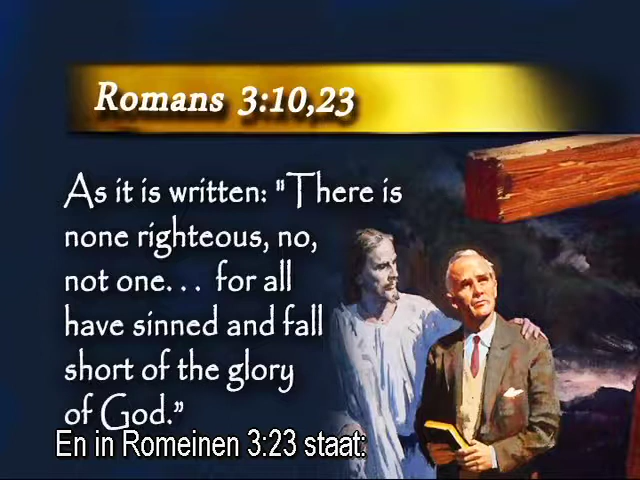 Romans 3:10,23
As it is written: "There is
none righteous, no,
not one. . . for all
have sinned and fall
short of the glory
of God."
En in Romeinen 3:23 staat: